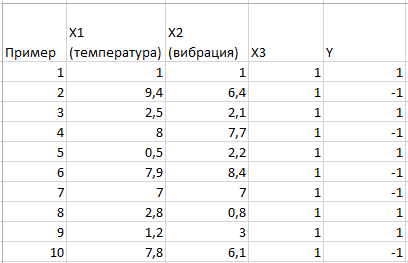 Пример X1 (температура) X2 (вибрация) X3 Y
1 1 1 1 1
2 9,4 6,4 1 -1
3 2,5 2,1 1 1
4 8 7,7 1 -1
5 0,5 2,2 1 1
6 7,9 8,4 1 -1
7 7 7 1 -1
8 2,8 0,8 1 1
9 1,2 3 1 1
10 7,8 6,1 1 -1